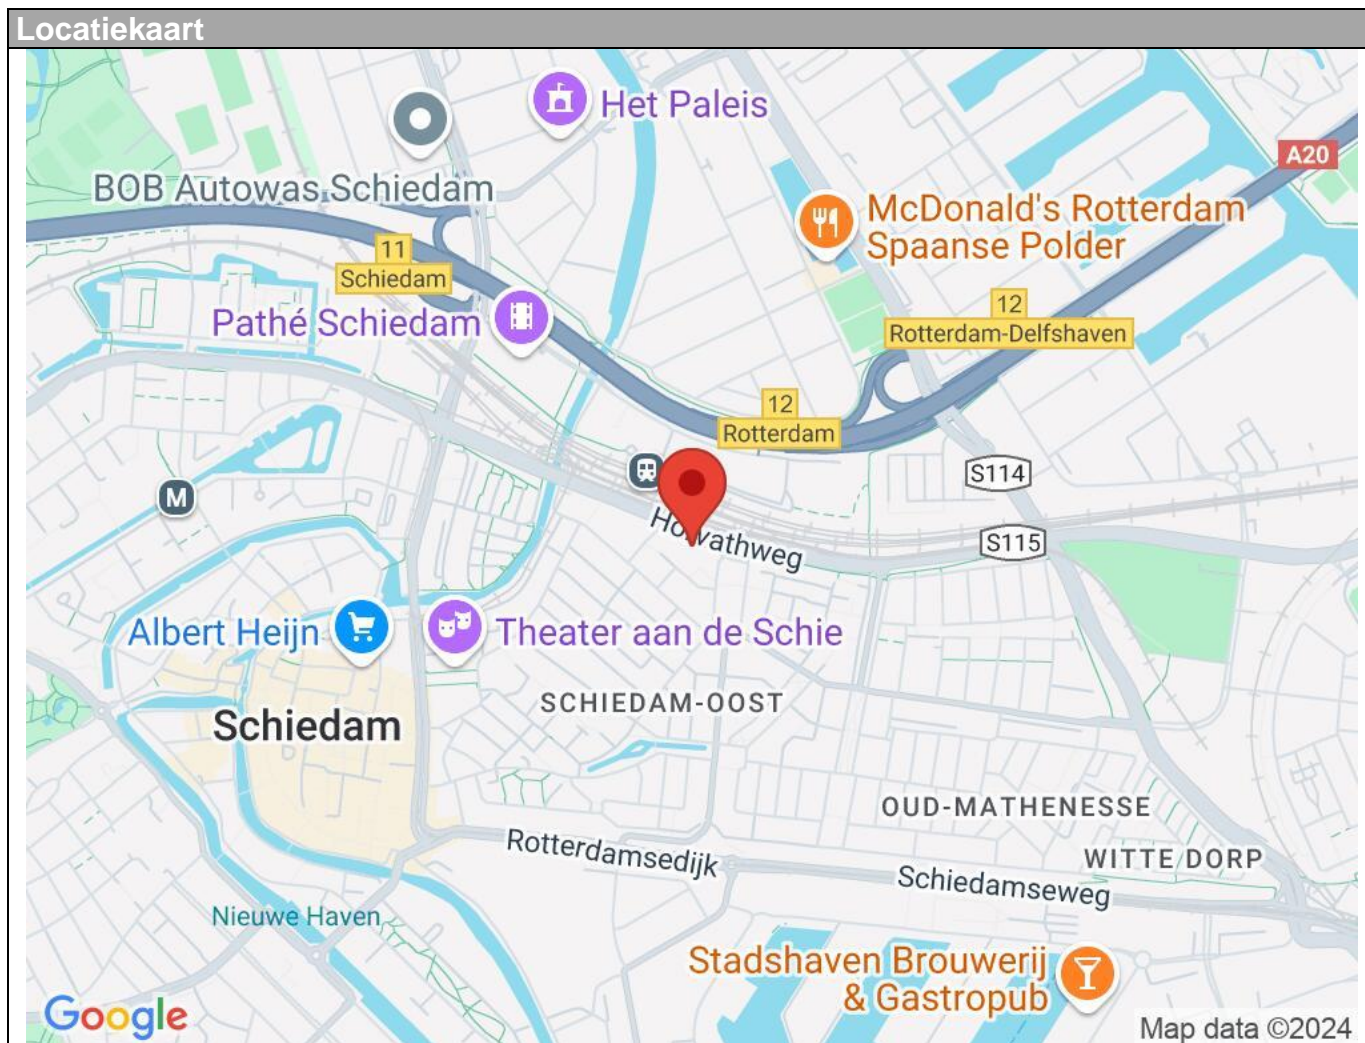 Locatiekaart
Het Paleis
A20
BOB Autowas Schiedam
McDonald's Rotterdam
Spaanse Polder
11
Schiedam
12
Rotterdam-Delfshaven
Pathé Schiedam
12
Rotterdam
S114
M
Horvathweg
S115
Albert Heijn
Theater aan de Schie
SCHIEDAM-OOST
Schiedam
OUD-MATHENESSE
Rotterdamsedijk
WITTE DORP
Schiedamseweg
Nieuwe Haven
Stadshaven Brouwerij
& Gastropub
Google
Map data ©2024